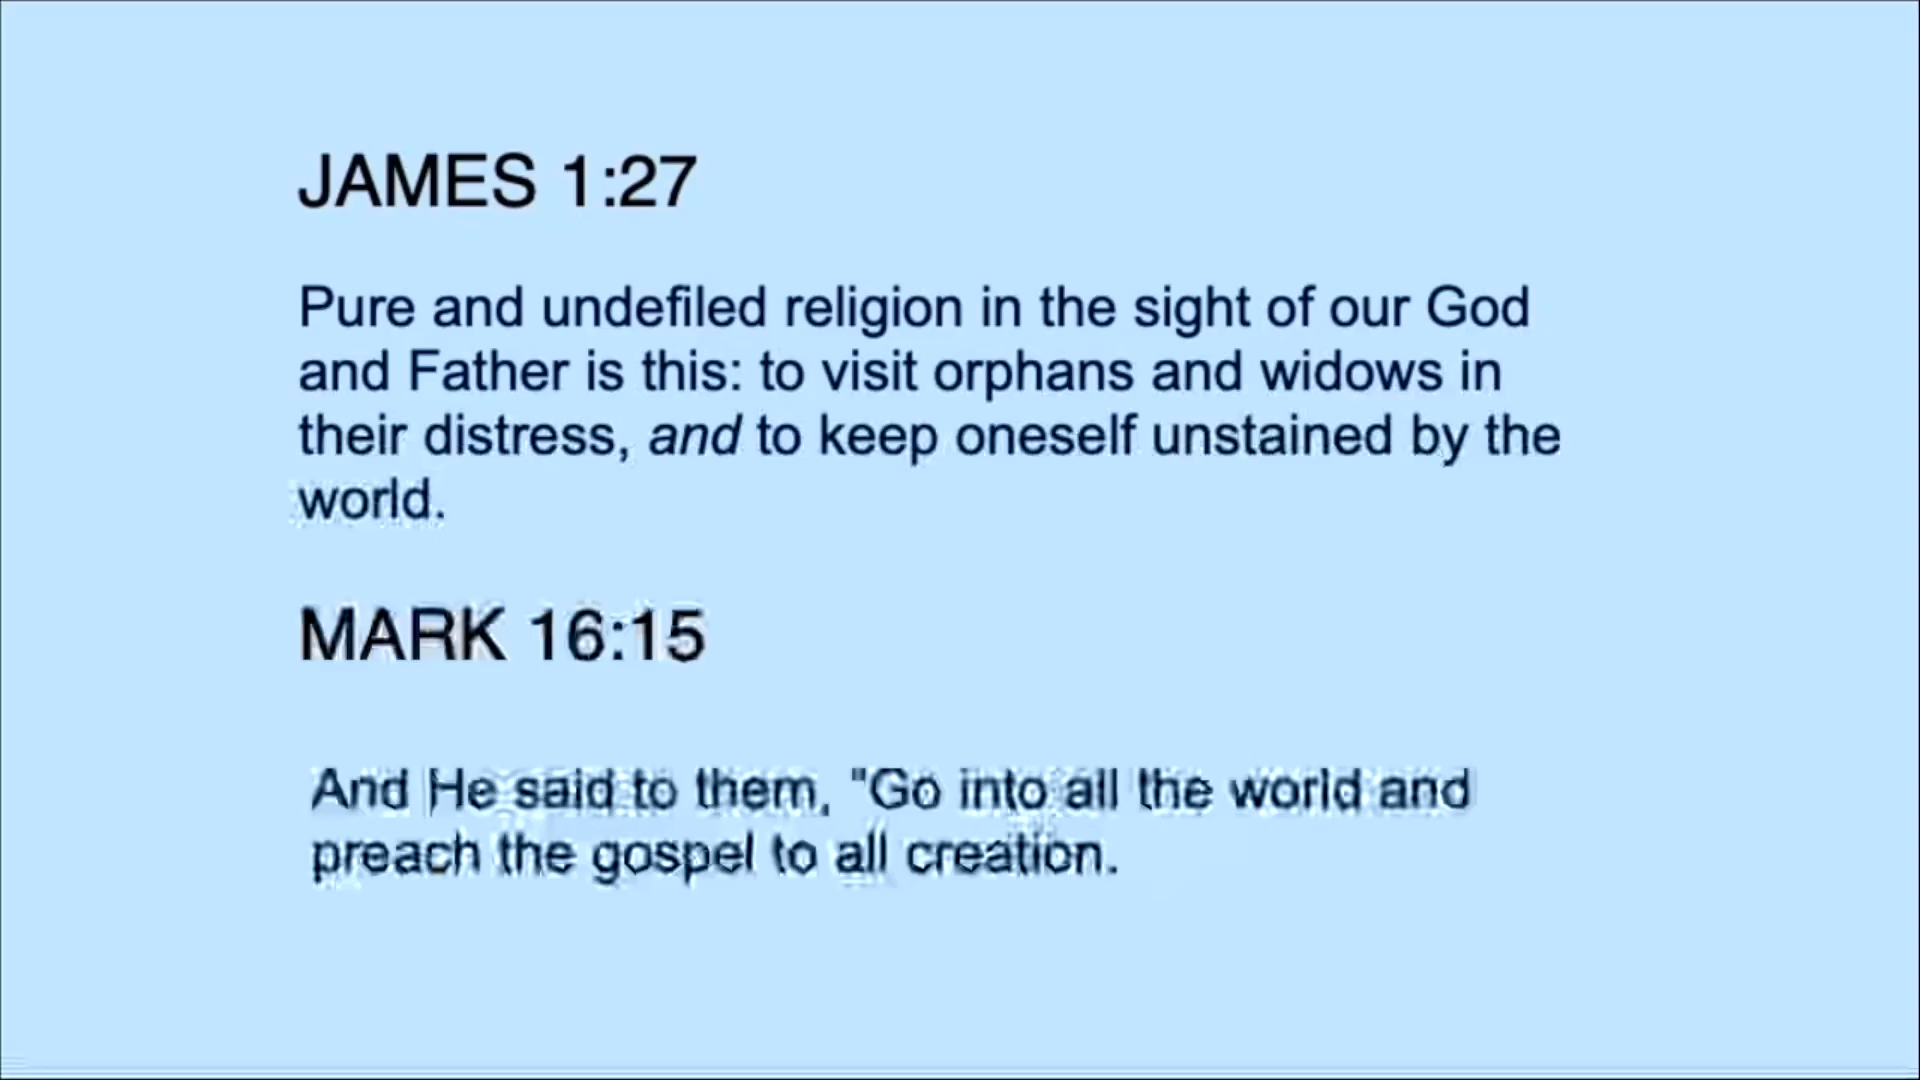 JAMES 1:27
Pure and undefiled religion in the sight of our God
and Father is this: to visit orphans and widows in
their distress, and to keep oneself unstained by the
world.
MARK 16:15
And He said to them, "Go into all the world and
preach the gospel to all creation.